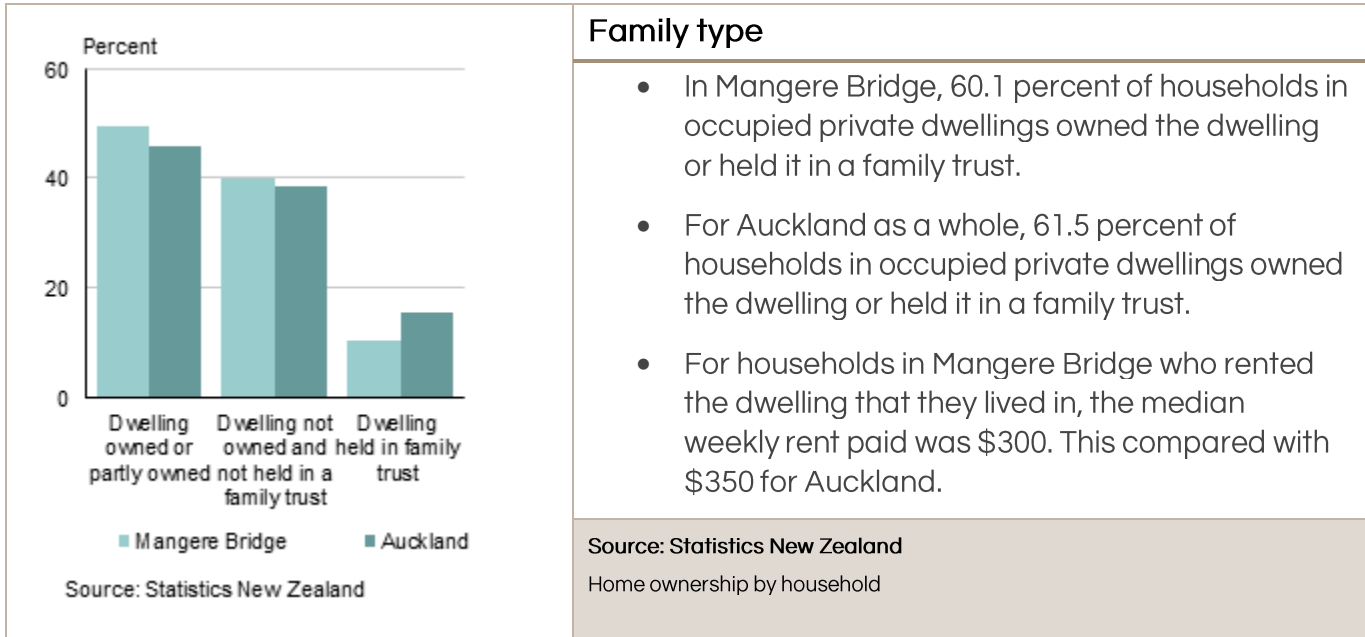 Percent
60
40
20
0
Dwelling owned or partly owned
Dwelling not owned and not held in a family trust
Dwelling held in family trust
Mangere Bridge
Auckland
Source: Statistics New Zealand
Family type
• In Mangere Bridge, 60.1 percent of households in
occupied private dwellings owned the dwelling
or held it in a family trust.
• For Auckland as a whole, 61.5 percent of
households in occupied private dwellings owned
the dwelling or held it in a family trust.
• For households in Mangere Bridge who rented
the dwelling that they lived in, the median
weekly rent paid was $300. This compared with
$350 for Auckland.
Source: Statistics New Zealand
Home ownership by household